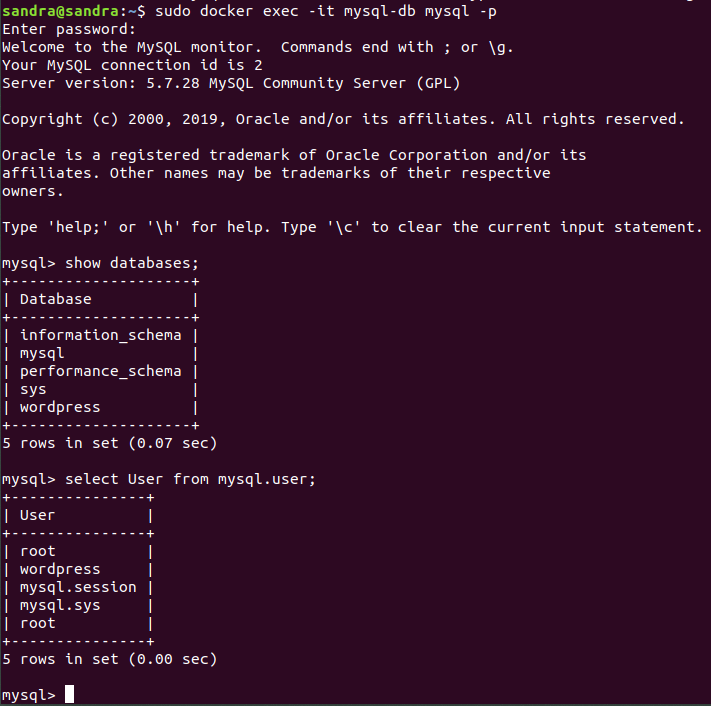 sandra@sandra:~$ sudo docker exec -it mysql-db mysql -p
Enter password:
Welcome to the MySQL monitor.  Commands end with ; or \g.
Your MySQL connection id is 2
Server version: 5.7.28 MySQL Community Server (GPL)

Copyright (c) 2000, 2019, Oracle and/or its affiliates. All rights reserved.

Oracle is a registered trademark of Oracle Corporation and/or its
affiliates. Other names may be trademarks of their respective
owners.

Type 'help;' or '\h' for help. Type '\c' to clear the current input statement.

mysql> show databases;
+--------------------+
| Database           |
+--------------------+
| information_schema |
| mysql              |
| performance_schema |
| sys                |
| wordpress          |
+--------------------+
5 rows in set (0.07 sec)

mysql> select User from mysql.user;
+---------------+
| User          |
+---------------+
| root          |
| wordpress     |
| mysql.session |
| mysql.sys     |
| root          |
+---------------+
5 rows in set (0.00 sec)

mysql>